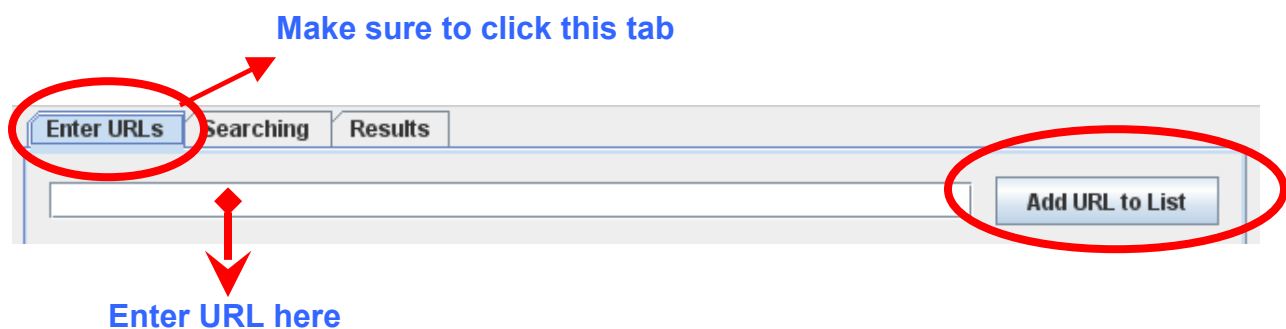 Make sure to click this tab
Enter URLs Searching Results
Add URL to List
Enter URL here